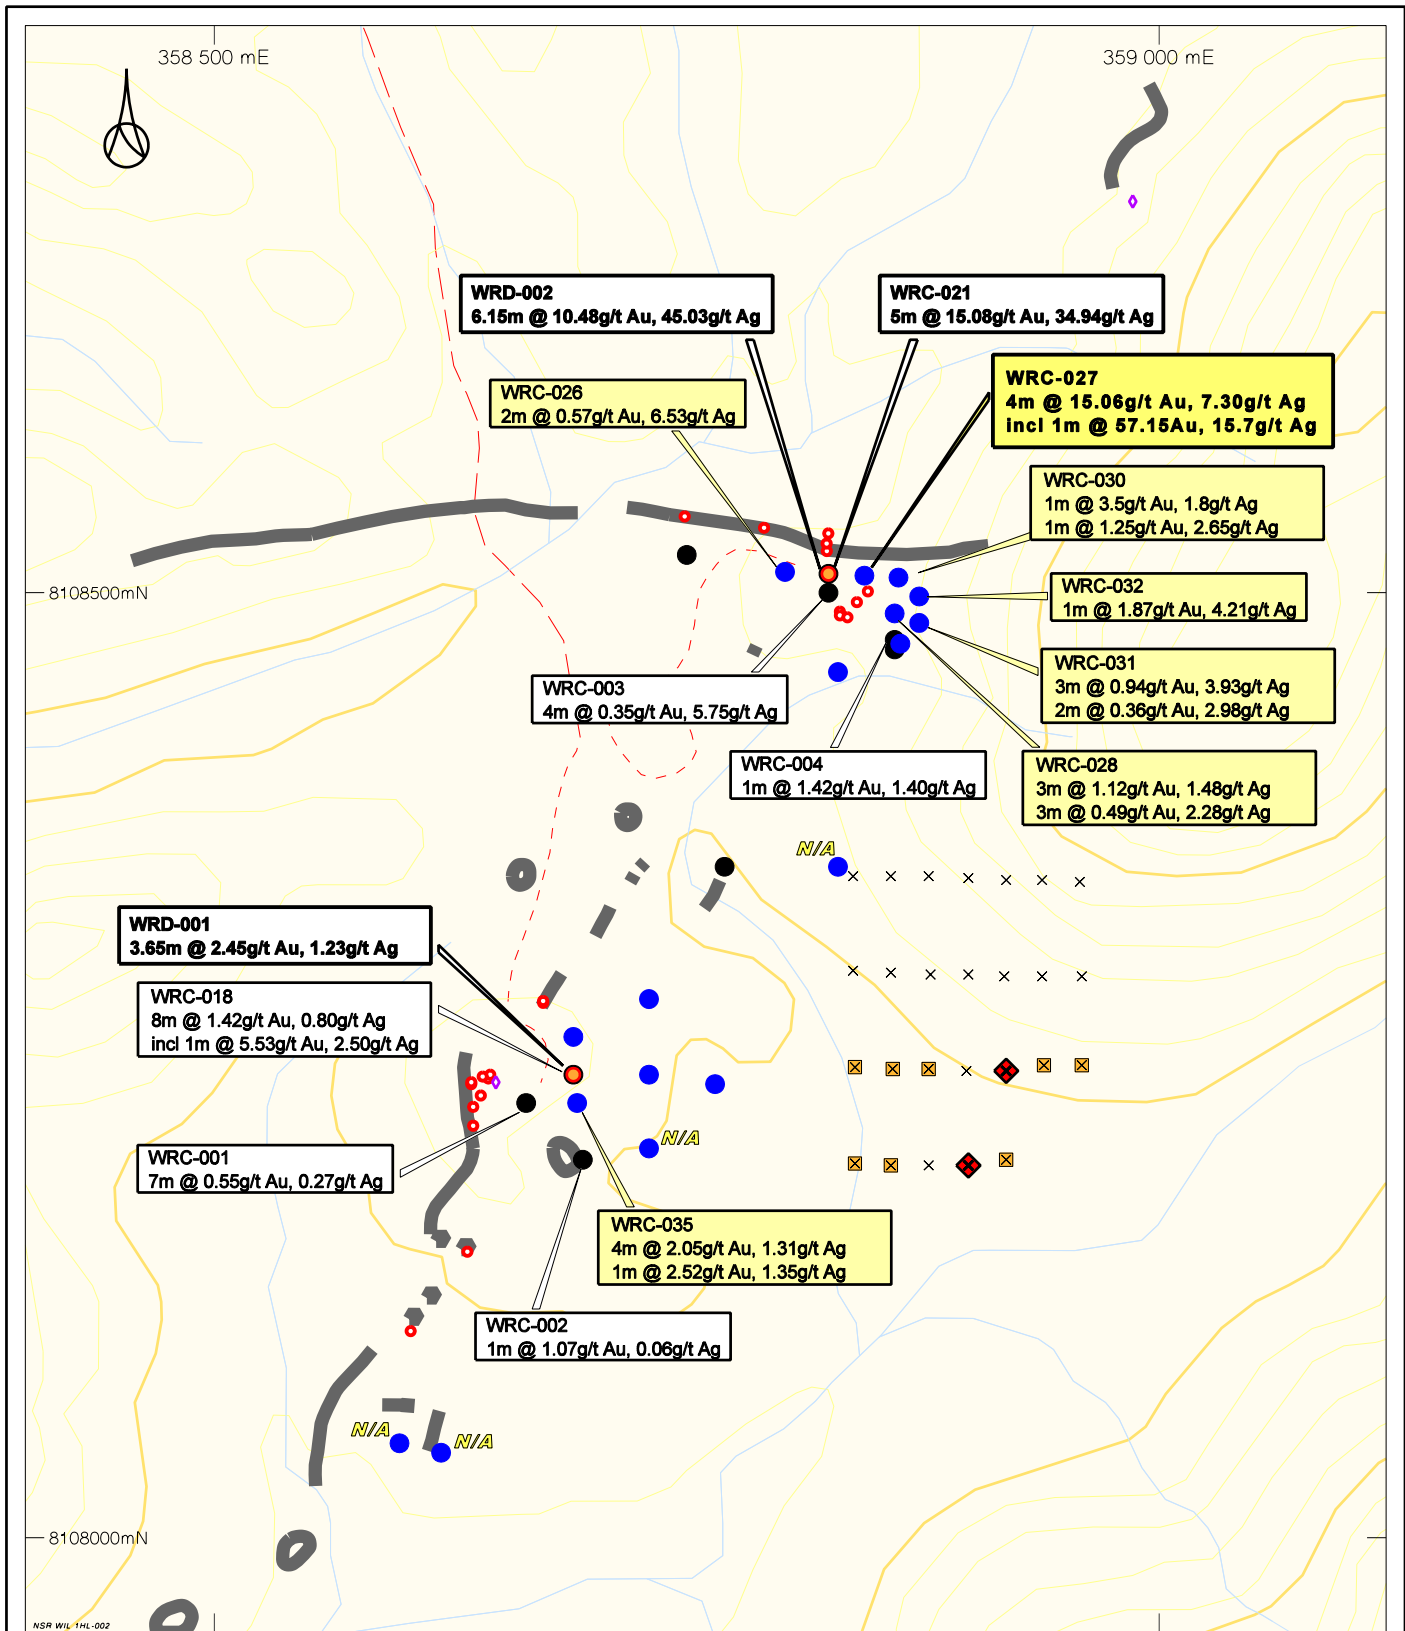 358 500 mE
359 000 mE
WRD-002
6.15m @ 10.48g/t Au, 45.03g/t Ag
WRC-021
5m @ 15.08g/t Au, 34.94g/t Ag
WRC-026
2m @ 0.57g/t Au, 6.53g/t Ag
WRC-027
4m @ 15.06g/t Au, 7.30g/t Ag
incl 1m @ 57.15Au, 15.7g/t Ag
WRC-030
1m @ 3.5g/t Au, 1.8g/t Ag
1m @ 1.25g/t Au, 2.65g/t Ag
8108500mN
WRC-032
1m @ 1.87g/t Au, 4.21g/t Ag
WRC-031
3m @ 0.94g/t Au, 3.93g/t Ag
2m @ 0.36g/t Au, 2.98g/t Ag
WRC-003
4m @ 0.35g/t Au, 5.75g/t Ag
WRC-004
1m @ 1.42g/t Au, 1.40g/t Ag
WRC-028
3m @ 1.12g/t Au, 1.48g/t Ag
3m @ 0.49g/t Au, 2.28g/t Ag
N/A
WRD-001
3.65m @ 2.45g/t Au, 1.23g/t Ag
WRC-018
8m @ 1.42g/t Au, 0.80g/t Ag
incl 1m @ 5.53g/t Au, 2.50g/t Ag
N/A
WRC-001
7m @ 0.55g/t Au, 0.27g/t Ag
WRC-035
4m @ 2.05g/t Au, 1.31g/t Ag
1m @ 2.52g/t Au, 1.35g/t Ag
WRC-002
1m @ 1.07g/t Au, 0.06g/t Ag
N/A
N/A
8108000mN
NSR WIL 1HL-002